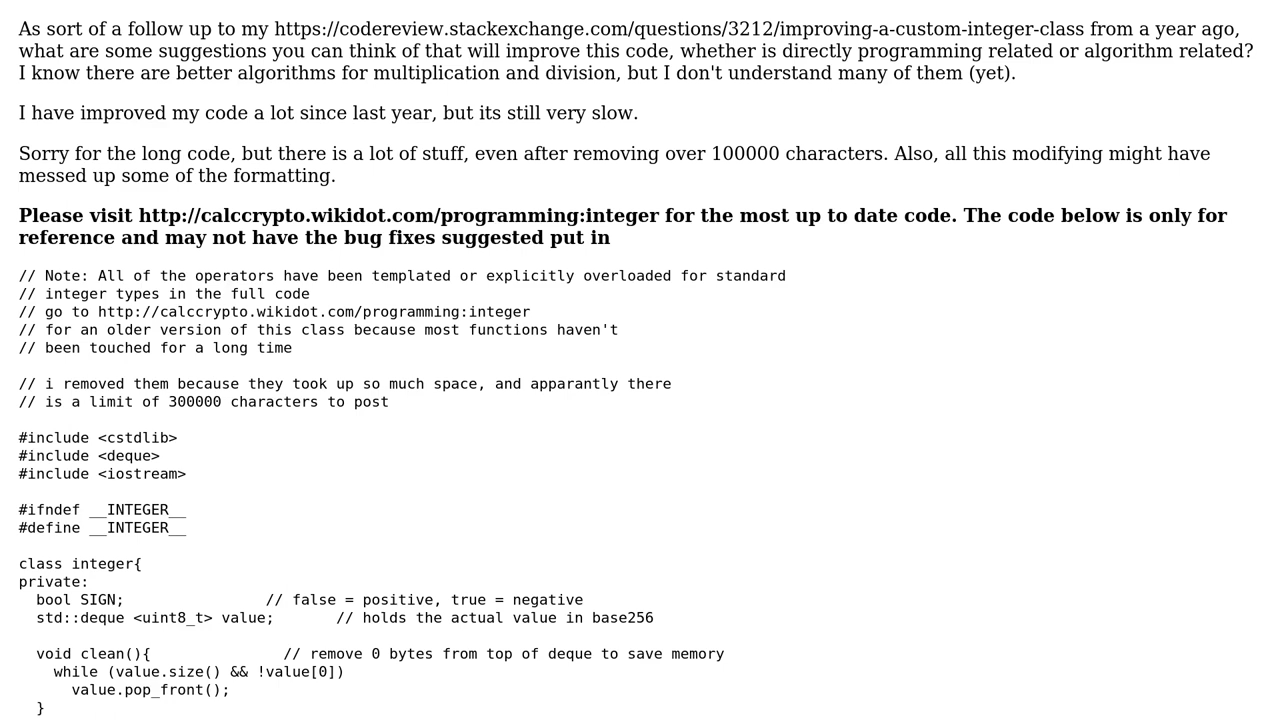 As sort of a follow up to my https://codereview.stackexchange.com/questions/3212/improving-a-custom-integer-class from a year ago,
what are some suggestions you can think of that will improve this code, whether is directly programming related or algorithm related?
I know there are better algorithms for multiplication and division, but I don't understand many of them (yet).
I have improved my code a lot since last year, but its still very slow.
Sorry for the long code, but there is a lot of stuff, even after removing over 100000 characters. Also, all this modifying might have
messed up some of the formatting.
Please visit http://calccrypto.wikidot.com/programming:integer for the most up to date code. The code below is only for
reference and may not have the bug fixes suggested put in
// Note: All of the operators have been templated or explicitly overloaded for standard
// integer types in the full code
// go to http://calccrypto.wikidot.com/programming:integer
// for an older version of this class because most functions haven't
// been touched for a long time
// i removed them because they took up so much space, and apparantly there
// is a limit of 300000 characters to post
#include <cstdlib>
#include <deque>
#include <iostream>
#ifndef __INTEGER__
#define __INTEGER__
class integer{
private:
  bool SIGN;                // false = positive, true = negative
  std::deque <uint8_t> value;       // holds the actual value in base256
  void clean(){               // remove 0 bytes from top of deque to save memory
    while (value.size() && !value[0])
      value.pop_front();
  }